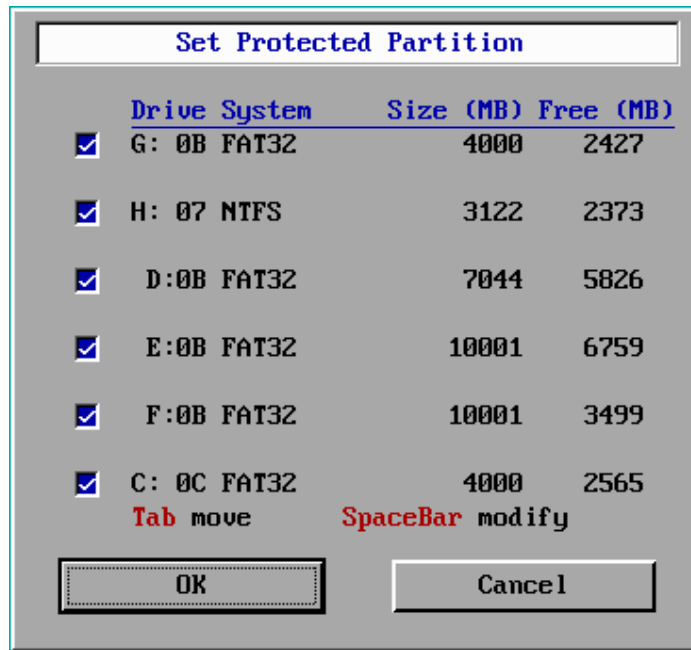 Set Protected Partition
Drive System Size (MB) Free (MB)
G: 0B FAT32 4000 2427
H: 07 NTFS 3122 2373
D:0B FAT32 7044 5826
E:0B FAT32 10001 6759
F:0B FAT32 10001 3499
C: 0C FAT32 4000 2565
Tab move SpaceBar modify
OK Cancel